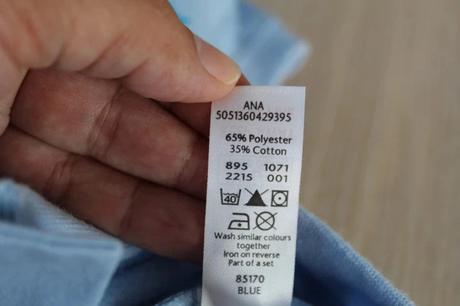 ANA
5051360429395
65% Polyester
35% Cotton
895 1071
2215 001
40
Wash similar colours
together
Iron on reverse
Part of a set
85170
BLUE